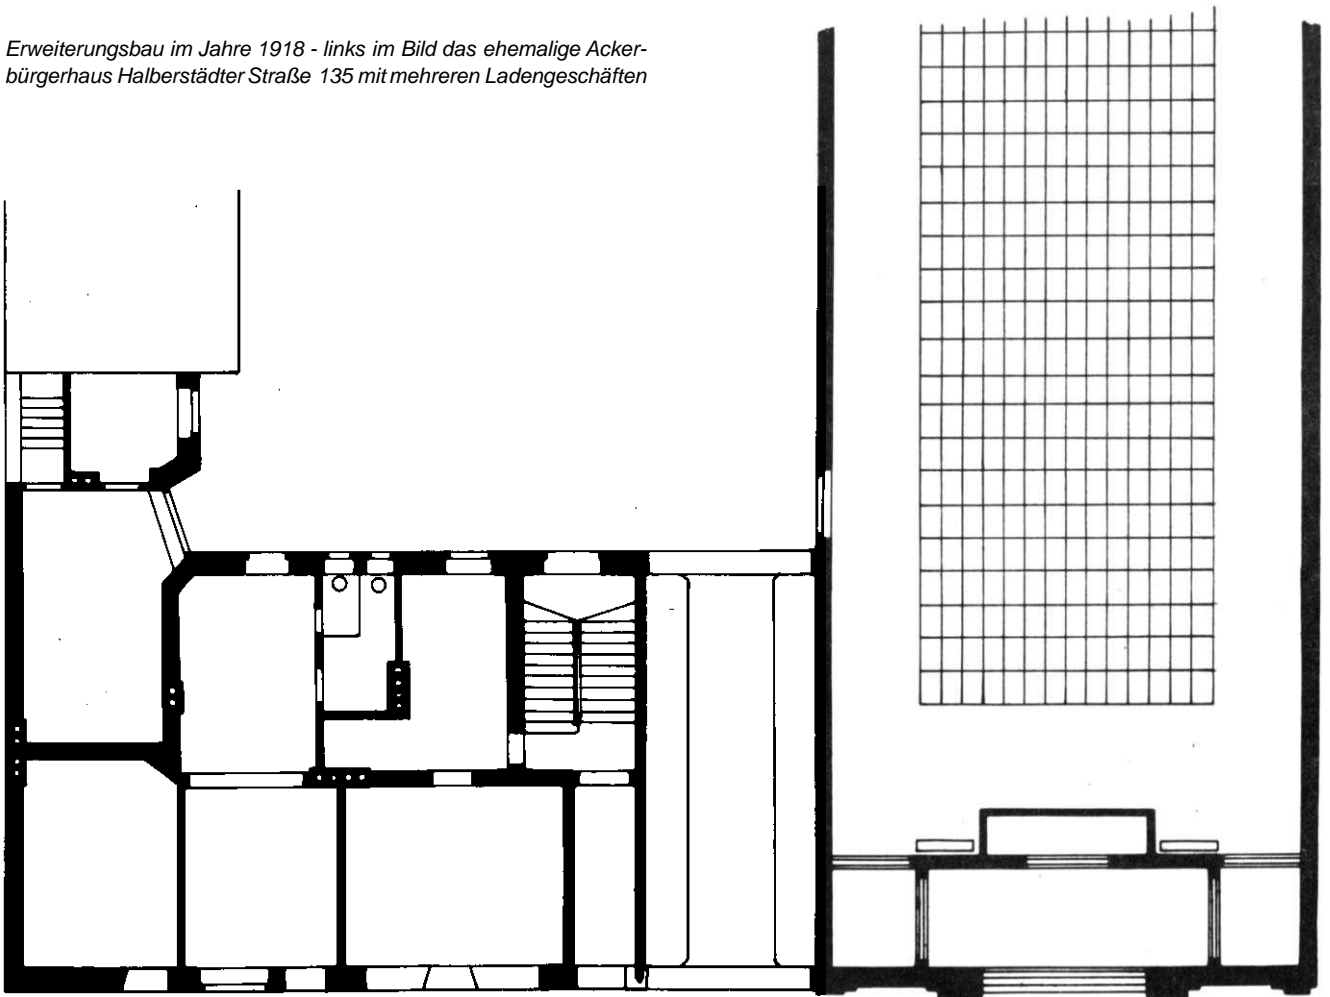 Erweiterungsbau im Jahre 1918 - links im Bild das ehemalige Acker-
bürgerhaus Halberstädter Straße 135 mit mehreren Ladengeschäften